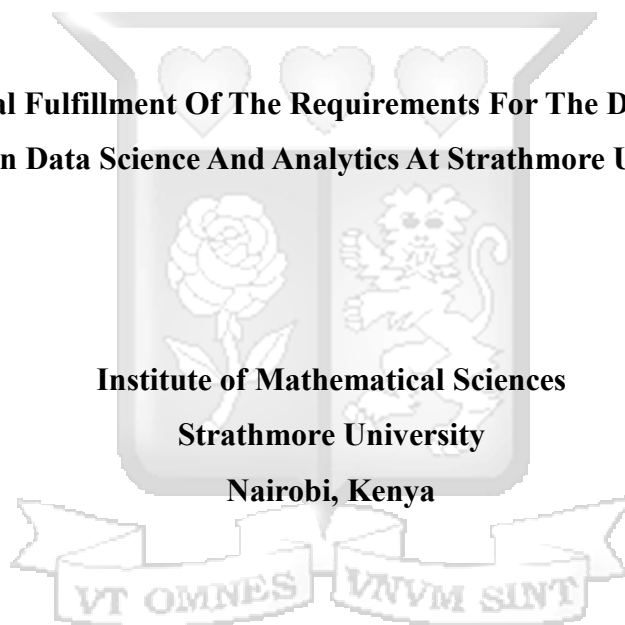 al Fulfillment Of The Requirements For The D
n Data Science And Analytics At Strathmore U
Institute of Mathematical Sciences
Strathmore University
Nairobi, Kenya
VT OMNES VNVM SINT